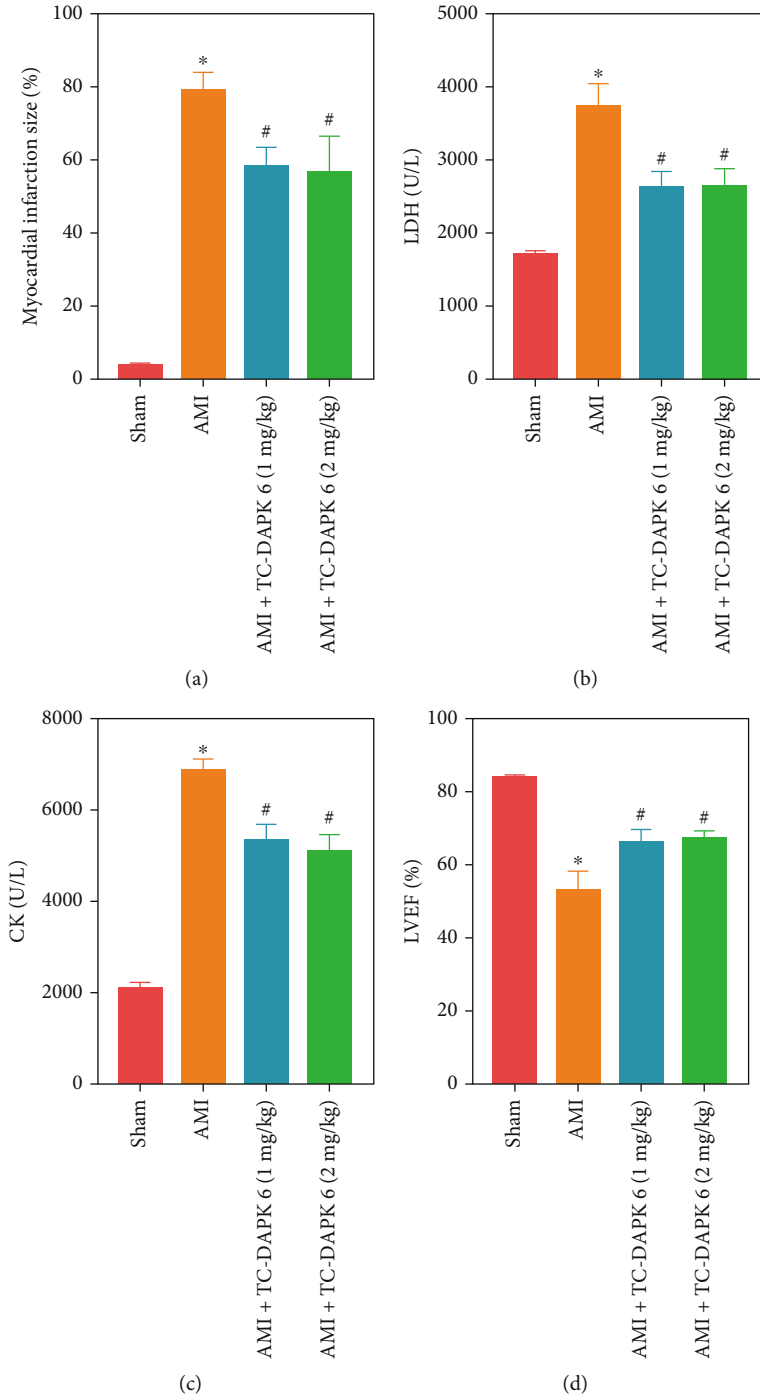 100
80
60
40
20
0
Myocardial infarction size (%)
*
#
#
Sham
AMI
AMI + TC-DAPK 6 (1 mg/kg)
AMI + TC-DAPK 6 (2 mg/kg)
(a)
5000
4000
3000
2000
1000
0
LDH (U/L)
*
#
#
Sham
AMI
AMI + TC-DAPK 6 (1 mg/kg)
AMI + TC-DAPK 6 (2 mg/kg)
(b)
8000
6000
4000
2000
0
CK (U/L)
*
#
#
Sham
AMI
AMI + TC-DAPK 6 (1 mg/kg)
AMI + TC-DAPK 6 (2 mg/kg)
(c)
100
80
60
40
20
0
LVEF (%)
*
#
#
Sham
AMI
AMI + TC-DAPK 6 (1 mg/kg)
AMI + TC-DAPK 6 (2 mg/kg)
(d)